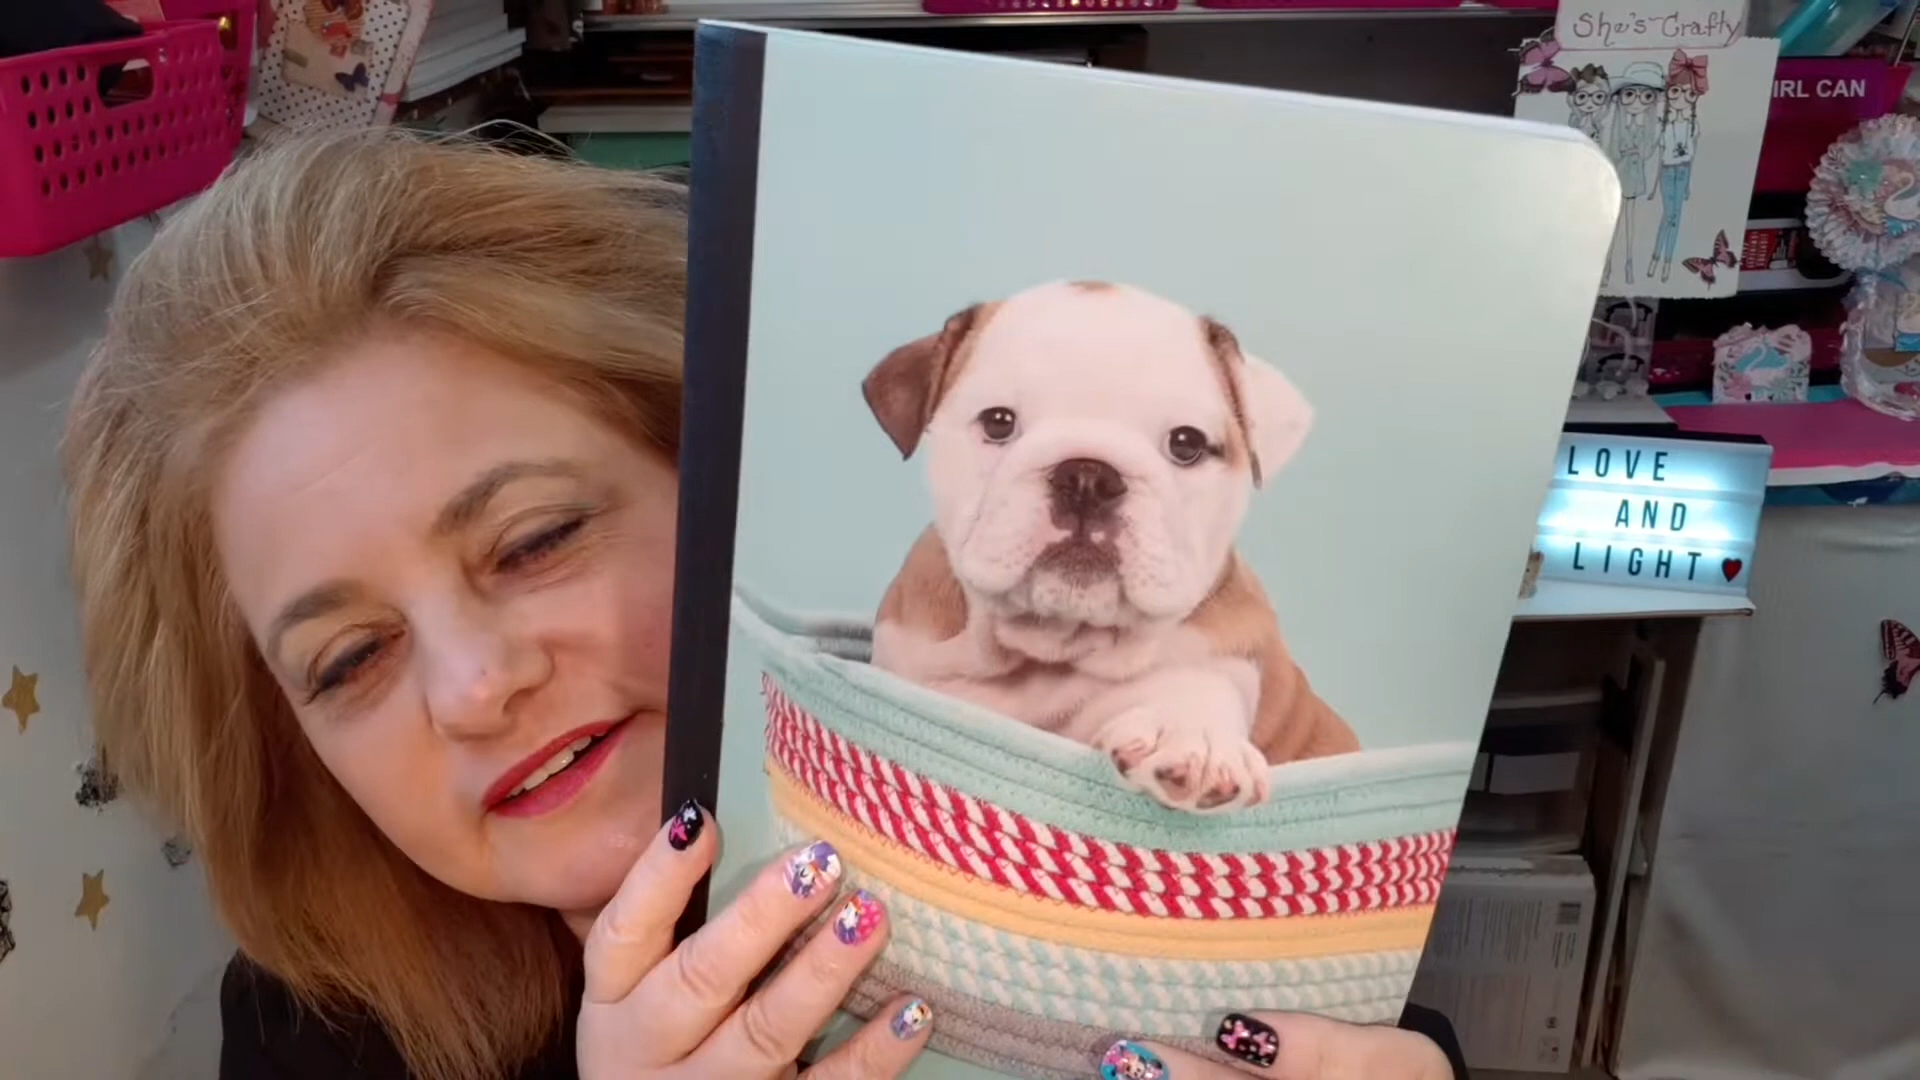 She's Crafty
IRL CAN
LOVE
AND
LIGHT